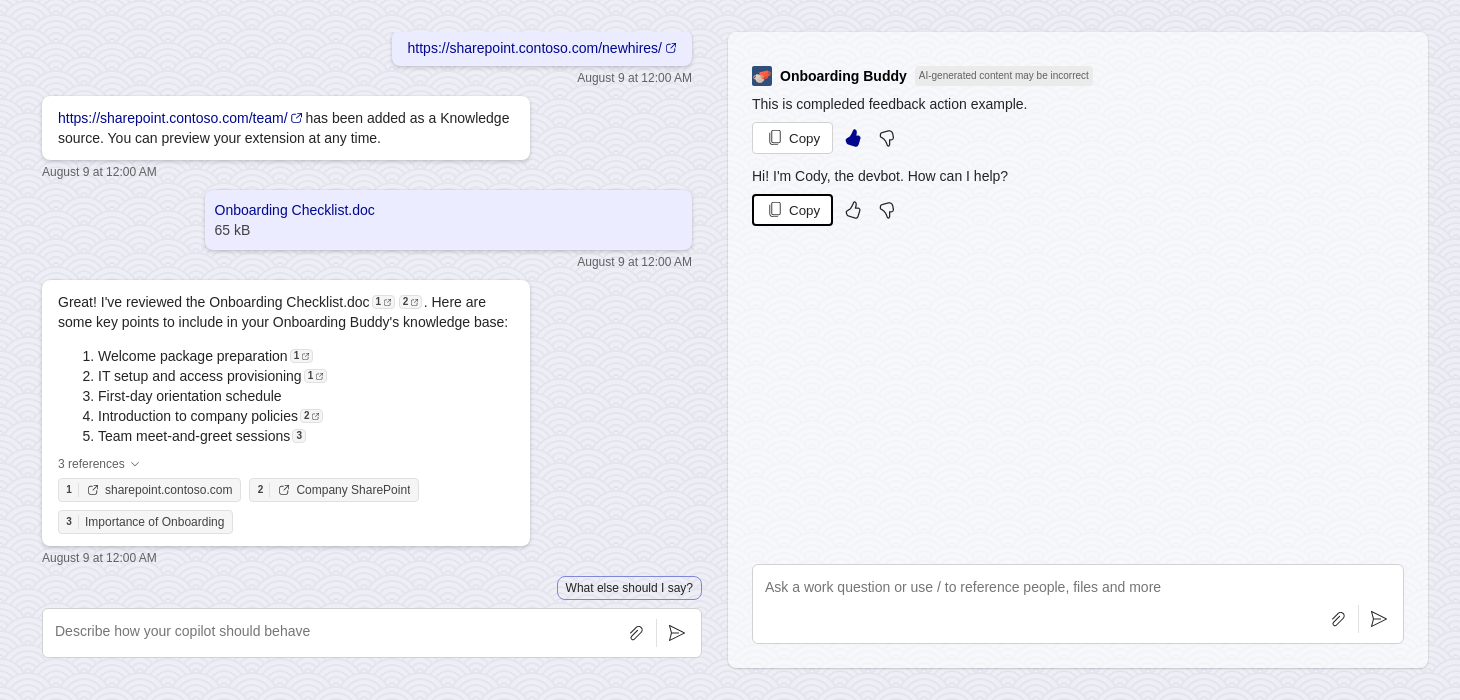 https://sharepoint.contoso.com/newhires/
August 9 at 12:00 AM
https://sharepoint.contoso.com/team/ has been added as a Knowledge
source. You can preview your extension at any time.
August 9 at 12:00 AM
Onboarding Checklist.doc
65 kB
August 9 at 12:00 AM
Great! I've reviewed the Onboarding Checklist.doc 1 2 . Here are
some key points to include in your Onboarding Buddy's knowledge base:
1. Welcome package preparation 1
2. IT setup and access provisioning 1
3. First-day orientation schedule
4. Introduction to company policies 2
5. Team meet-and-greet sessions 3
3 references
1 sharepoint.contoso.com 2 Company SharePoint
3 Importance of Onboarding
August 9 at 12:00 AM
What else should I say?
Describe how your copilot should behave
Onboarding Buddy AI-generated content may be incorrect
This is compleded feedback action example.
Copy
Hi! I'm Cody, the devbot. How can I help?
Copy
Ask a work question or use / to reference people, files and more